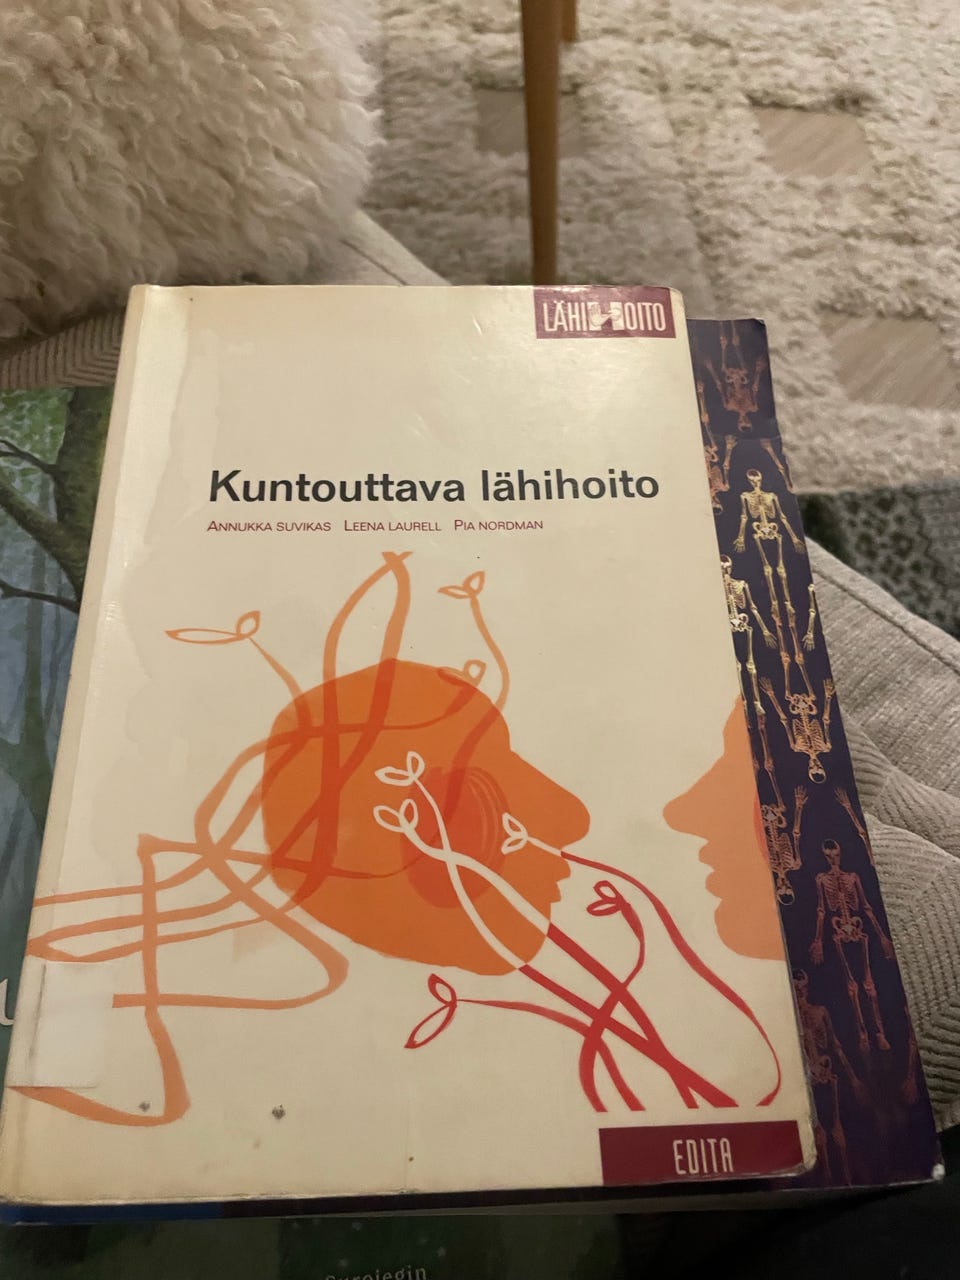 LÄHIHOITO
Kuntouttava lähihoito
ANNUKKA SUVIKAS LEENA LAURELL PIA NORDMAN
EDITA